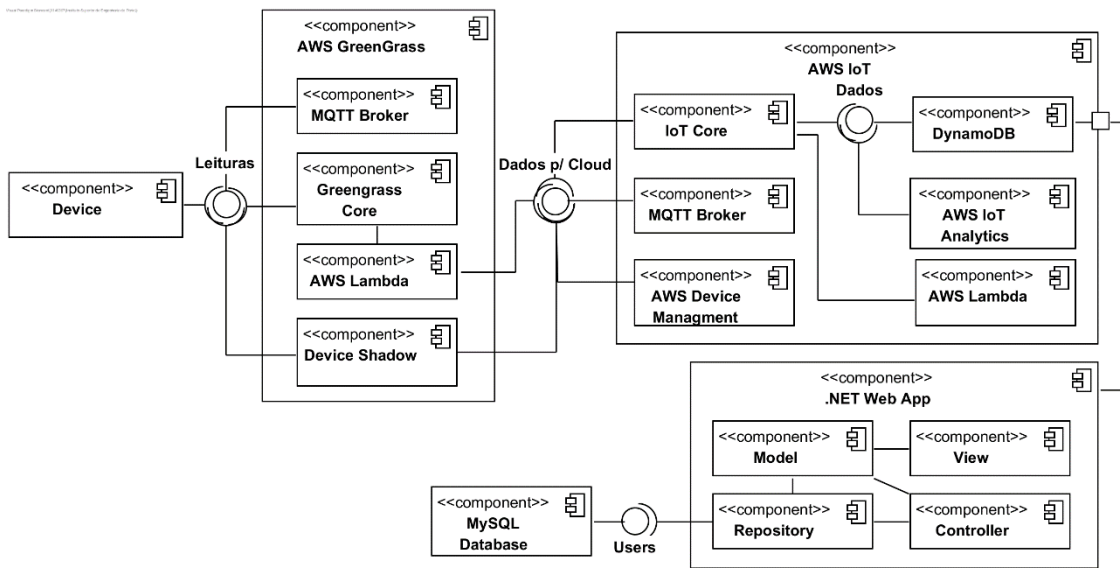 <<component>>
AWS GreenGrass
<<component>>
MQTT Broker
Leituras
<<component>>
Greengrass
Core
<<component>>
Device
<<component>>
AWS Lambda
<<component>>
Device Shadow
Dados p/ Cloud
<<component>>
AWS IoT
Dados
<<component>>
IoT Core
<<component>>
DynamoDB
<<component>>
MQTT Broker
<<component>>
AWS IoT
Analytics
<<component>>
AWS Device
Managment
<<component>>
AWS Lambda
<<component>>
.NET Web App
<<component>>
Model
<<component>>
View
<<component>>
MySQL
Database
Users
<<component>>
Repository
<<component>>
Controller